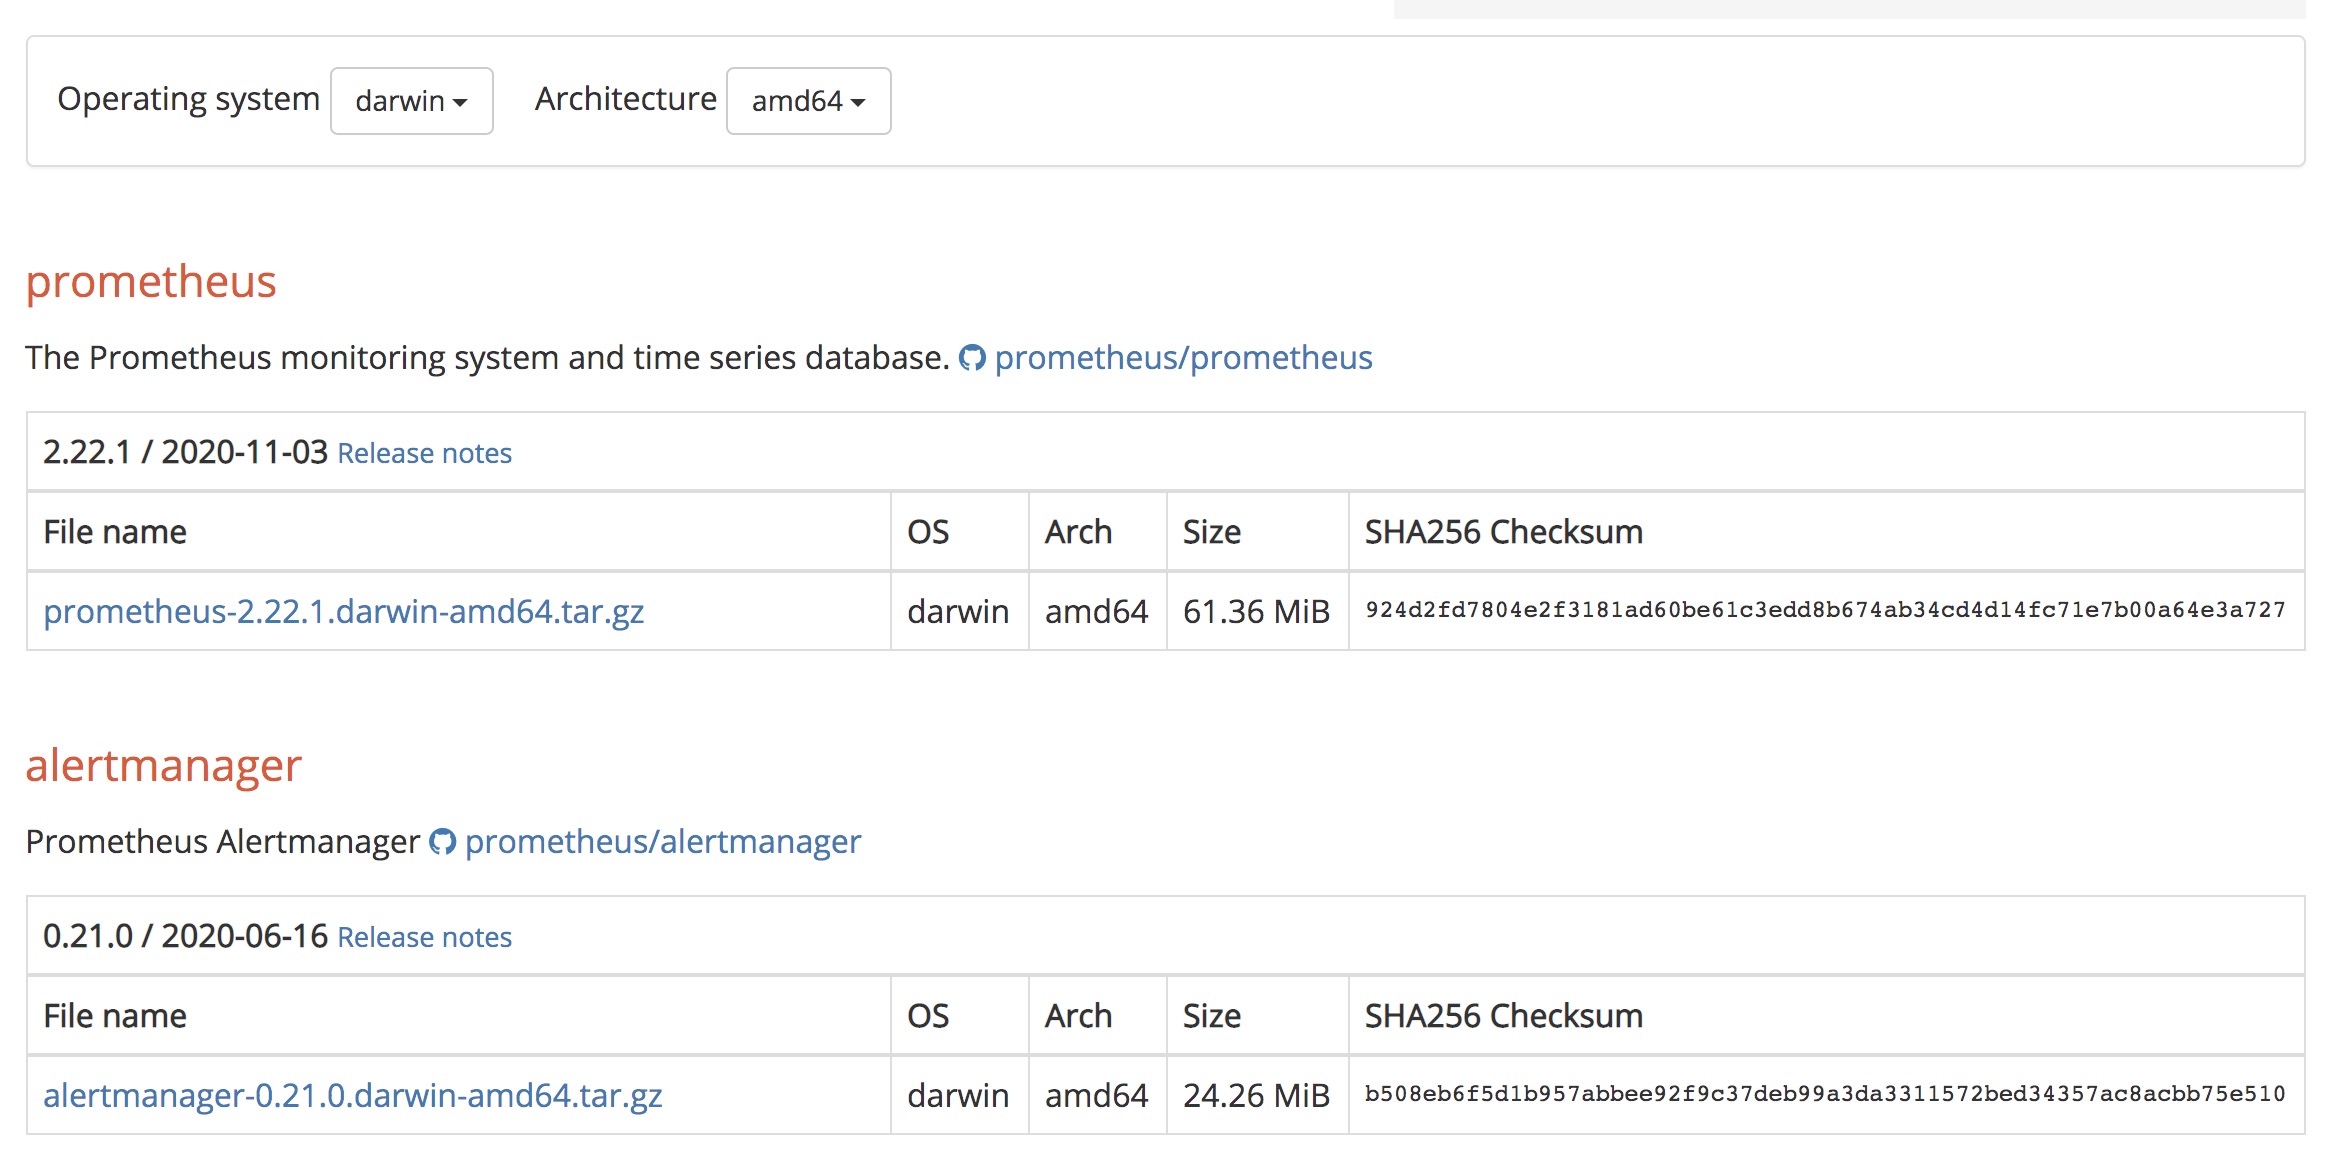 Operating system darwin Architecture amd64
prometheus
The Prometheus monitoring system and time series database. prometheus/prometheus
2.22.1 / 2020-11-03 Release notes
File name OS Arch Size SHA256 Checksum
prometheus-2.22.1.darwin-amd64.tar.gz darwin amd64 61.36 MiB 924d2fd7804e2f3181ad60be61c3edd8b674ab34cd4d14fc71e7b00a64e3a727
alertmanager
Prometheus Alertmanager prometheus/alertmanager
0.21.0 / 2020-06-16 Release notes
File name OS Arch Size SHA256 Checksum
alertmanager-0.21.0.darwin-amd64.tar.gz darwin amd64 24.26 MiB b508eb6f5d1b957abbee92f9c37deb99a3da3311572bed34357ac8acbb75e510